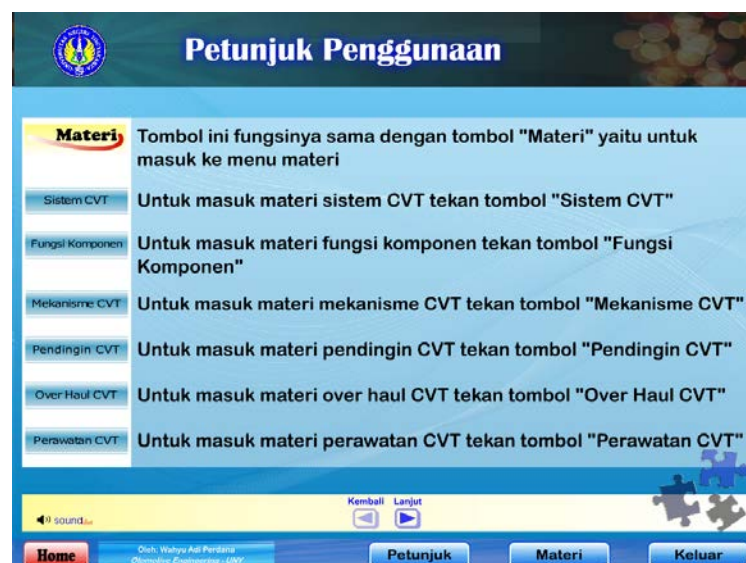 Petunjuk Penggunaan
Materi
Tombol ini fungsinya sama dengan tombol "Materi" yaitu untuk
masuk ke menu materi
Sistem CVT
Untuk masuk materi sistem CVT tekan tombol "Sistem CVT"
Fungsi Komponen
Untuk masuk materi fungsi komponen tekan tombol "Fungsi
Komponen"
Mekanisme CVT
Untuk masuk materi mekanisme CVT tekan tombol "Mekanisme CVT"
Pendingin CVT
Untuk masuk materi pendingin CVT tekan tombol "Pendingin CVT"
Over Haul CVT
Untuk masuk materi over haul CVT tekan tombol "Over Haul CVT"
Perawatan CVT
Untuk masuk materi perawatan CVT tekan tombol "Perawatan CVT"
Kembali Lanjut
sound
Home
Oleh: Wahyu Adi Perdana
Otomotive Engineering - UNY
Petunjuk
Materi
Keluar